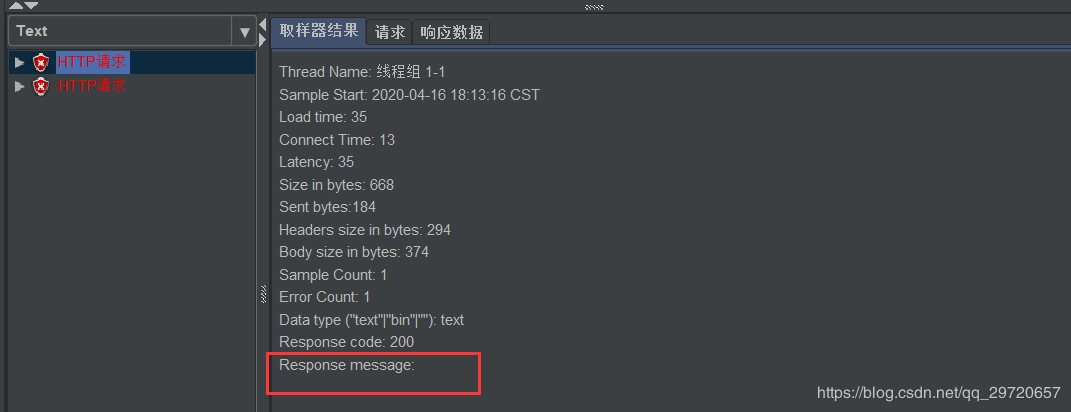 Text
HTTP请求
HTTP请求
取样器结果 请求 响应数据
Thread Name: 线程组 1-1
Sample Start: 2020-04-16 18:13:16 CST
Load time: 35
Connect Time: 13
Latency: 35
Size in bytes: 668
Sent bytes:184
Headers size in bytes: 294
Body size in bytes: 374
Sample Count: 1
Error Count: 1
Data type ("text"|"bin"|""): text
Response code: 200
Response message:
https://blog.csdn.net/qq_29720657